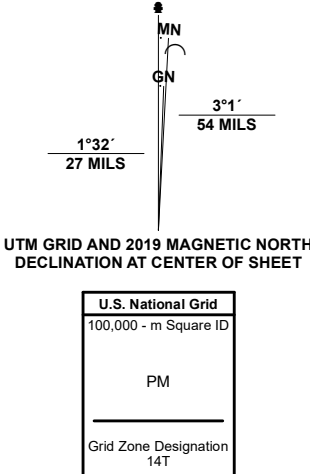 MN
GN
3°1´
54 MILS
1°32´
27 MILS
UTM GRID AND 2019 MAGNETIC NORTH
DECLINATION AT CENTER OF SHEET
U.S. National Grid
100,000 - m Square ID
PM
Grid Zone Designation
14T